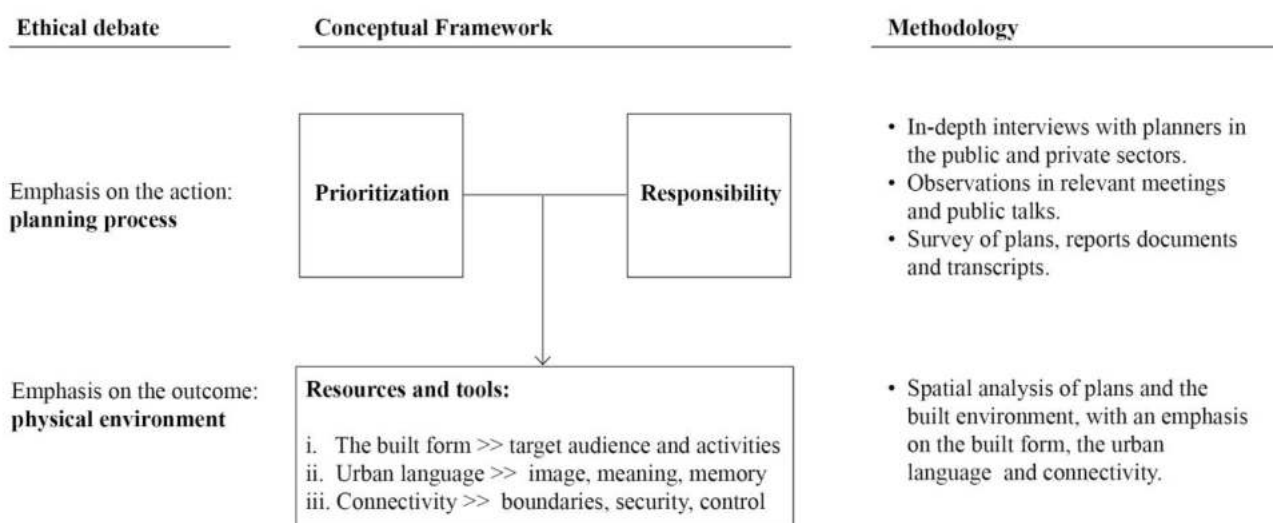 Ethical debate
Conceptual Framework
Methodology
Emphasis on the action:
planning process
Prioritization
Responsibility
• In-depth interviews with planners in
the public and private sectors.
• Observations in relevant meetings
and public talks.
• Survey of plans, reports documents
and transcripts.
Emphasis on the outcome:
physical environment
Resources and tools:
i. The built form >> target audience and activities
ii. Urban language >> image, meaning, memory
iii. Connectivity >> boundaries, security, control
• Spatial analysis of plans and the
built environment, with an emphasis
on the built form, the urban
language and connectivity.